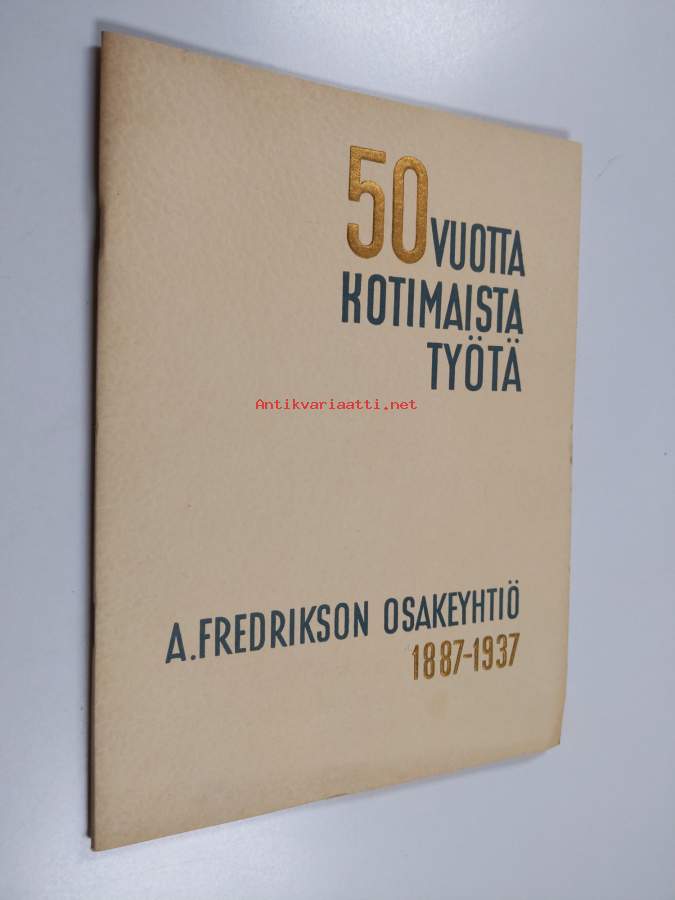 50 VUOTTA
KOTIMAISTA
TYÖTÄ
Antikvariaatti.net
A. FREDRIKSON OSAKEYHTIÖ
1887-1937